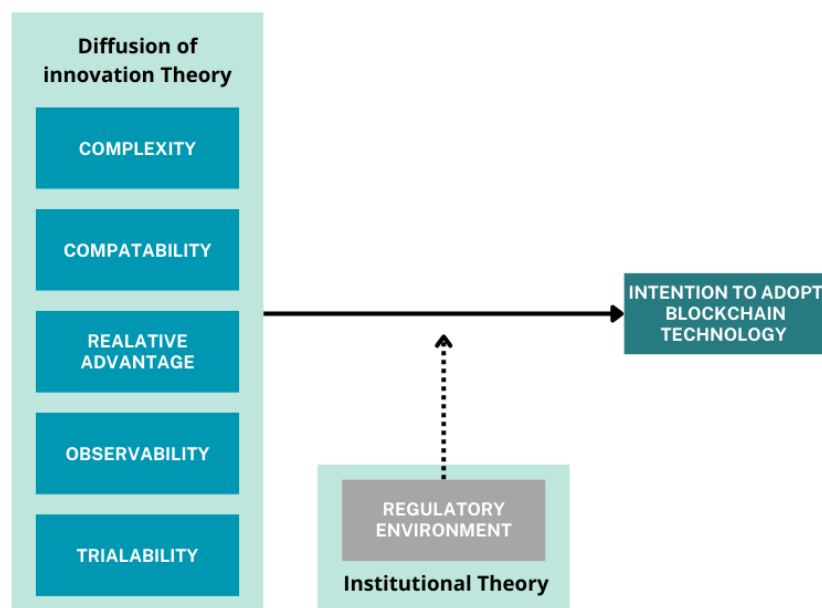 Diffusion of
innovation Theory
COMPLEXITY
COMPATABILITY
REALATIVE
ADVANTAGE
OBSERVABILITY
TRIALABILITY
INTENTION TO ADOPT
BLOCKCHAIN
TECHNOLOGY
REGULATORY
ENVIRONMENT
Institutional Theory